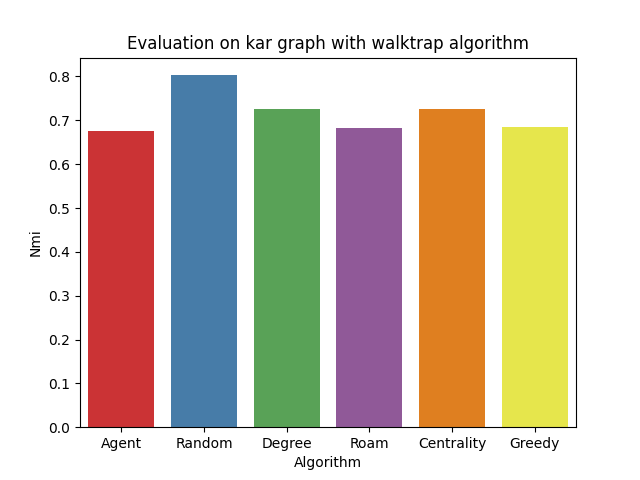 Evaluation on kar graph with walktrap algorithm
0.8
0.7
0.6
0.5
0.4
0.3
0.2
0.1
0.0
Nmi
Agent Random Degree Roam Centrality Greedy
Algorithm